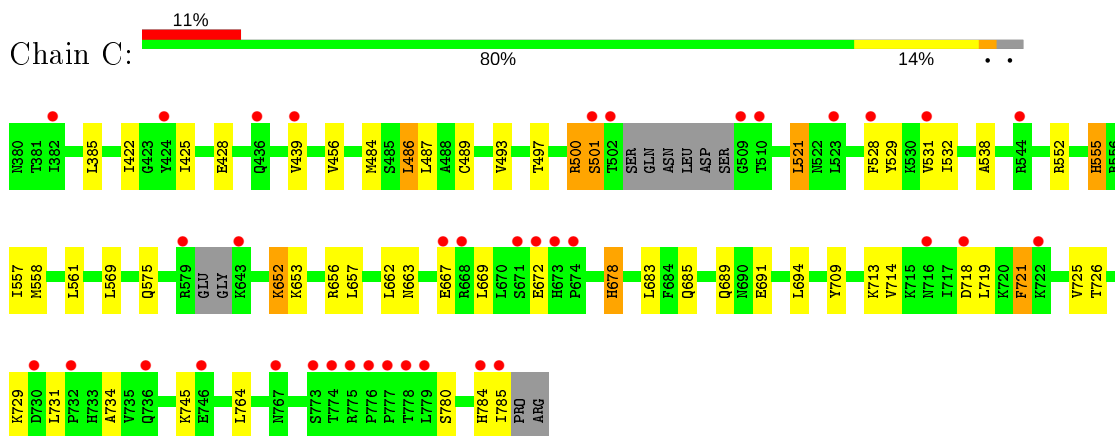 11%
Chain C:
80%
14%
N380 T381 I382 L385 I422 G423 Y424 I425 E428 Q436 V439 V456 M484 S485 L486 L487 A488 C489 V493 T497 R500 S501 T502 SER GLN ASN LEU ASP SER G509 T510 L521 N522 L523 F528 Y529 K530 V531 I532 A538 R544 R552 H555 R556
I557 M558 L561 L569 Q575 R579 GLU GLY K643 K652 K653 R656 L657 L662 N663 E667 R668 L669 L670 S671 E672 H673 P674 H678 L683 F684 Q685 Q689 N690 E691 L694 Y709 K713 V714 K715 N716 I717 D718 L719 K720 F721 K722 V725 T726
K729 D730 L731 P732 H733 A734 V735 Q736 K745 E746 L764 N767 S773 T774 R775 P776 P777 T778 L779 S780 H784 I785 PRO ARG